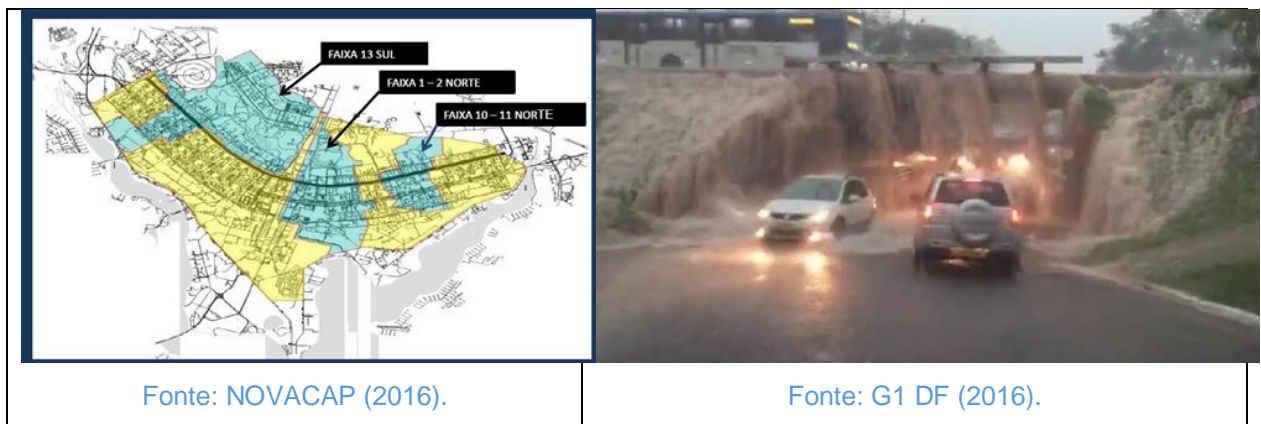 FAIXA 13 SUL
FAIXA 1 – 2 NORTE
FAIXA 10 – 11 NORTE
Fonte: NOVACAP (2016).
Fonte: G1 DF (2016).